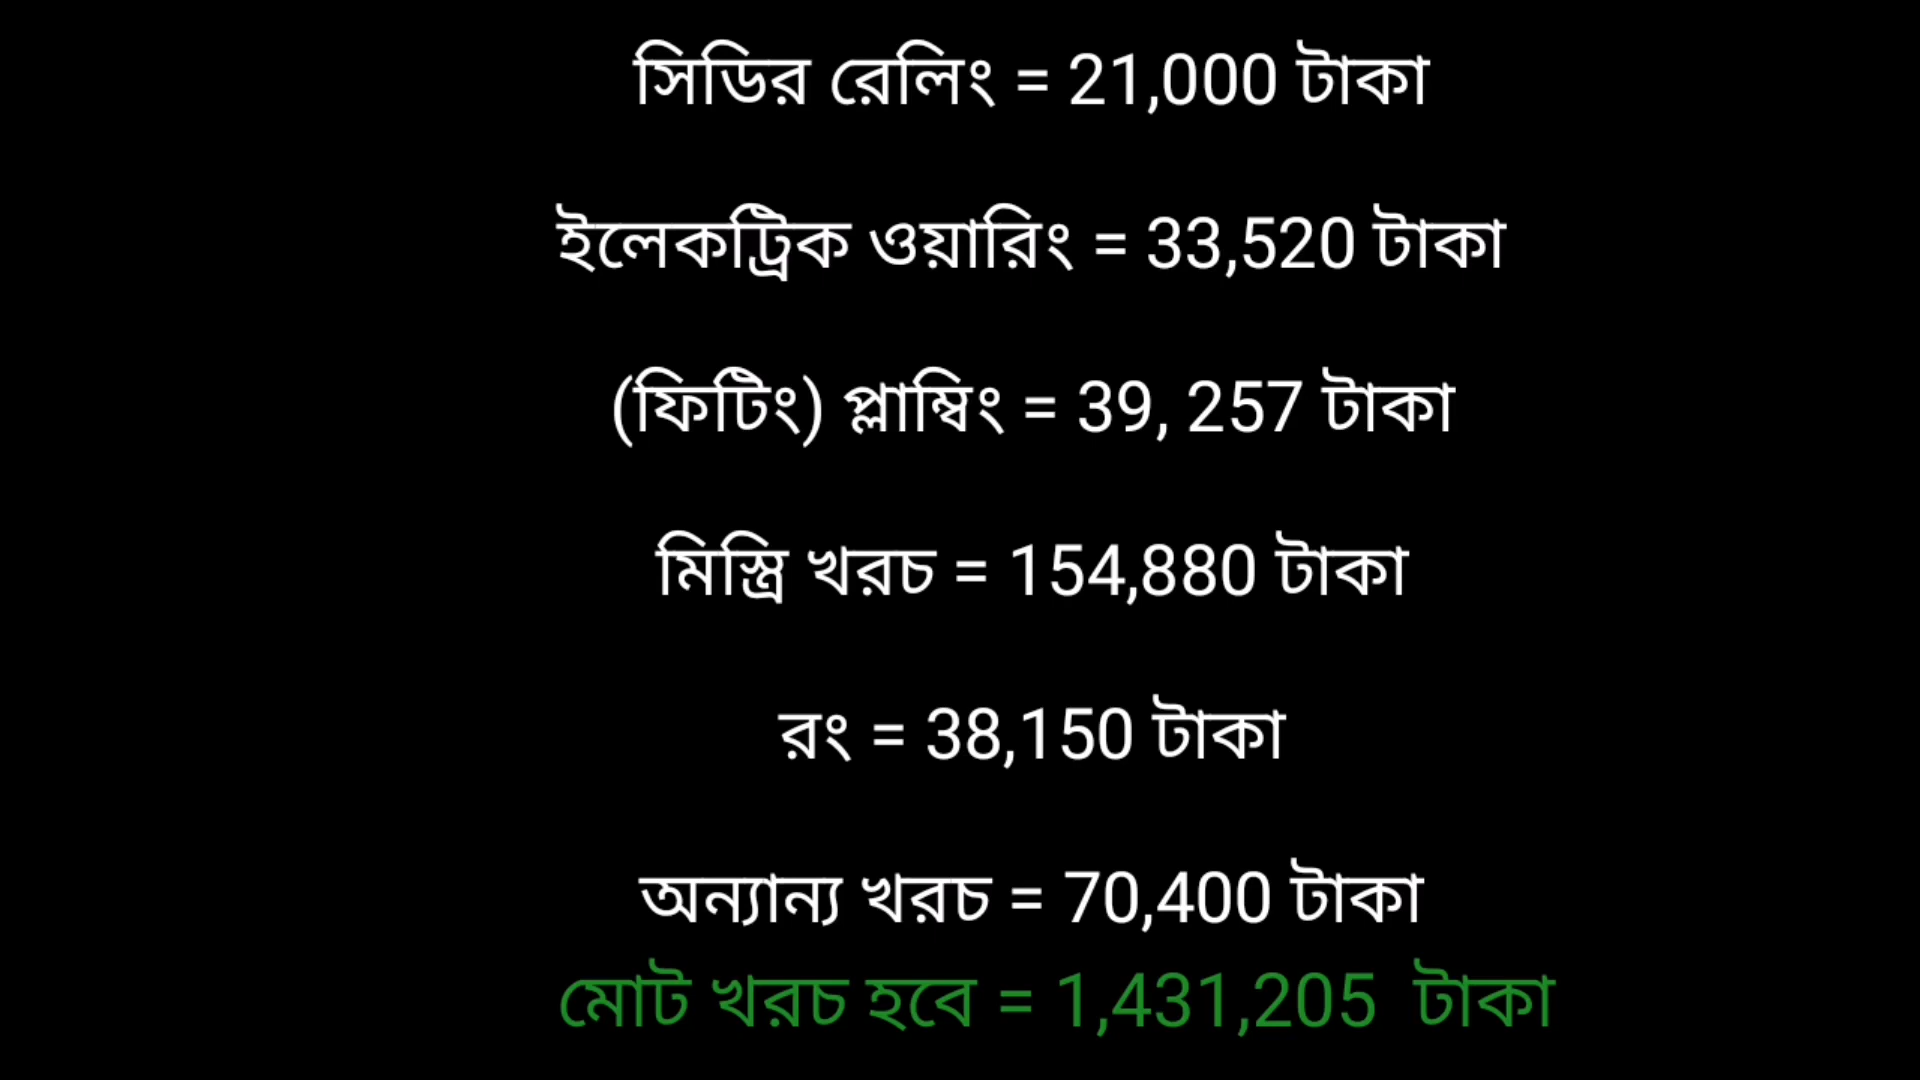 সিডির রেলিং = 21,000 টাকা
ইলেকট্রিক ওয়ারিং = 33,520 টাকা
(ফিটিং) প্লাম্বিং = 39, 257 টাকা
মিস্ত্রি খরচ = 154,880 টাকা
রং = 38,150 টাকা
অন্যান্য খরচ = 70,400 টাকা
মোট খরচ হবে = 1,431,205 টাকা